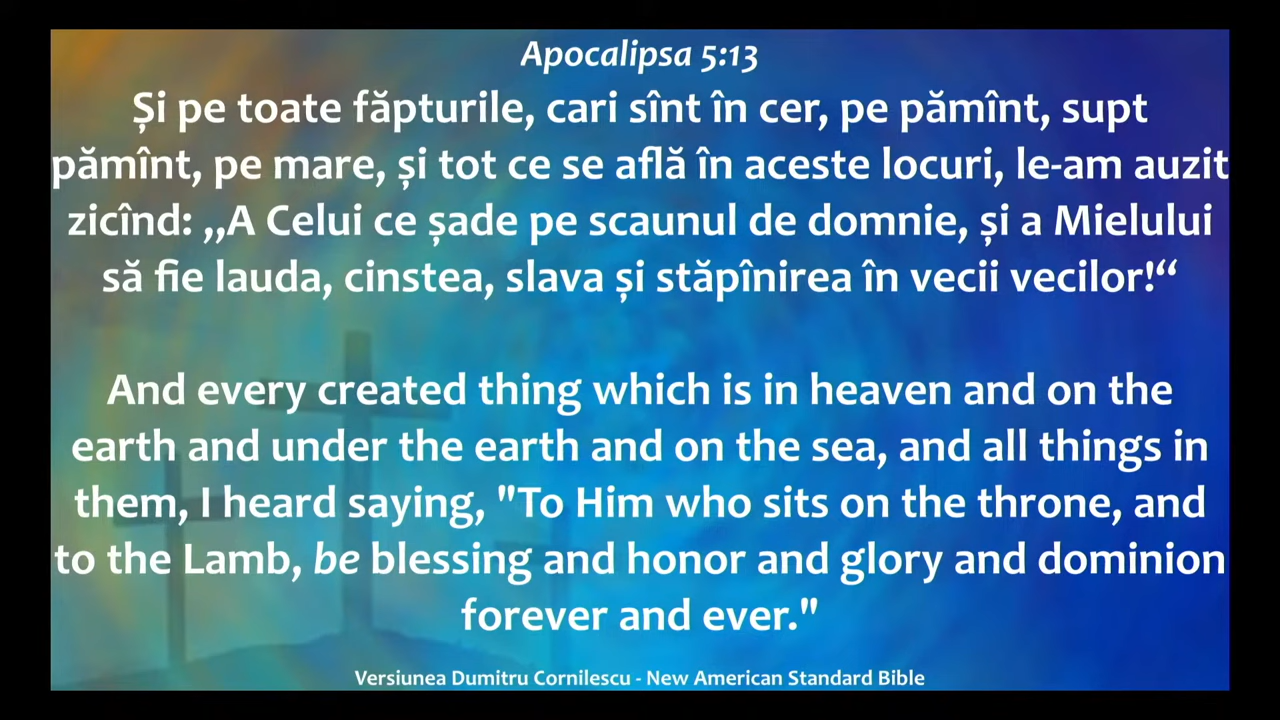 Apocalipsa 5:13
Și pe toate făpturile, cari sînt în cer, pe pămînt, supt
pămînt, pe mare, și tot ce se află în aceste locuri, le-am auzit
zicînd: „A Celui ce șade pe scaunul de domnie, și a Mielului
să fie lauda, cinstea, slava și stăpînirea în vecii vecilor!“
And every created thing which is in heaven and on the
earth and under the earth and on the sea, and all things in
them, I heard saying, "To Him who sits on the throne, and
to the Lamb, be blessing and honor and glory and dominion
forever and ever."
Versiunea Dumitru Cornilescu - New American Standard Bible